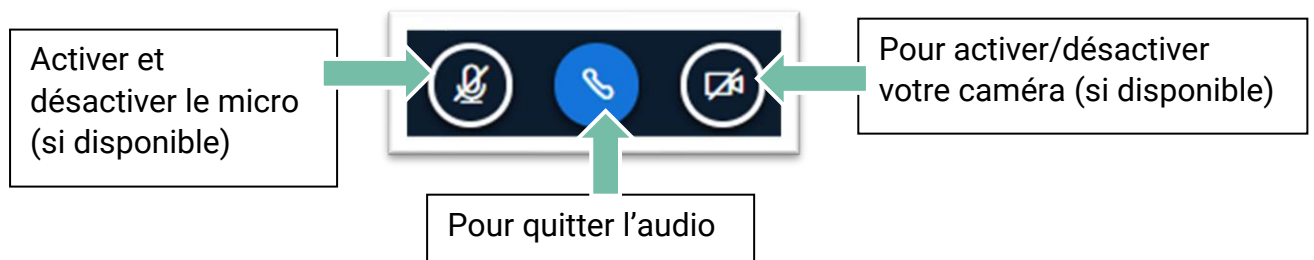 Activer et
désactiver le micro
(si disponible)
Pour quitter l’audio
Pour activer/désactiver
votre caméra (si disponible)